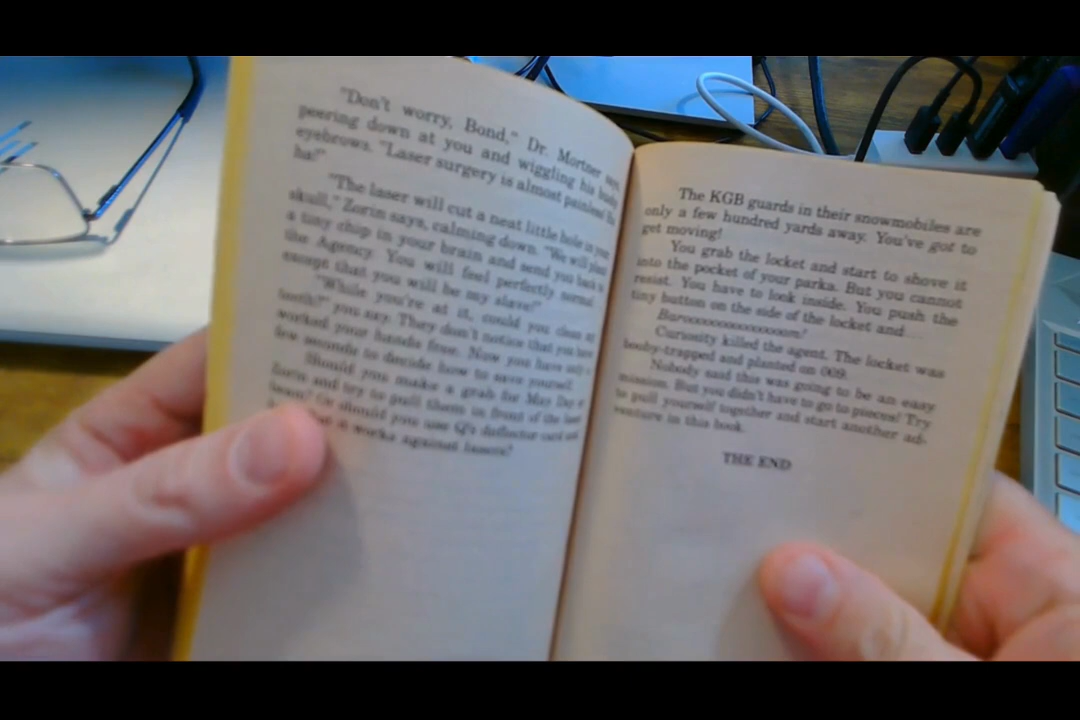 "Don't worry, Bond," Dr. Mortner says,
peering down at you and wiggling his bushy
eyebrows. "Laser surgery is almost painless! Ha
ha!"
"The laser will cut a neat little hole in your
skull," Zorin says, calming down. "We will place
a tiny chip in your brain and send you back to
the Agency. You will feel perfectly normal
except that you will be my slave!"
"While you're at it, could you clean my
teeth?" you say. They don't notice that you have
worked your hands free. Now you have only a
few seconds to decide how to save yourself.
Should you make a grab for May Day or
Zorin and try to pull them in front of the laser
beam? Or should you use Q's deflector card and
it works against lasers?
The KGB guards in their snowmobiles are
only a few hundred yards away. You've got to
get moving!
You grab the locket and start to shove it
into the pocket of your parka. But you cannot
resist. You have to look inside. You push the
tiny button on the side of the locket and—
Curiosity killed the agent. The locket was
booby-trapped and planted on 009.
Nobody said this was going to be an easy
mission. But you didn't have to go to pieces! Try
to pull yourself together and start another ad-
venture in this book.
THE END